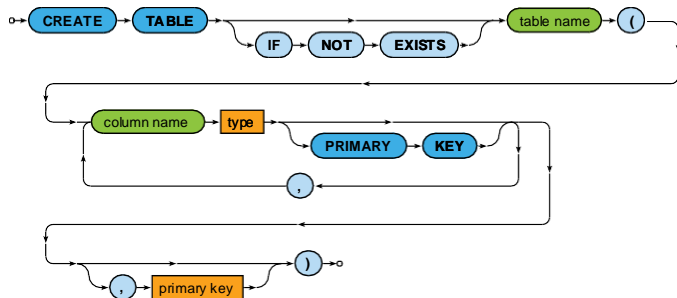 CREATE TABLE table name (
IF NOT EXISTS
column name type
PRIMARY KEY
,
)
, primary key